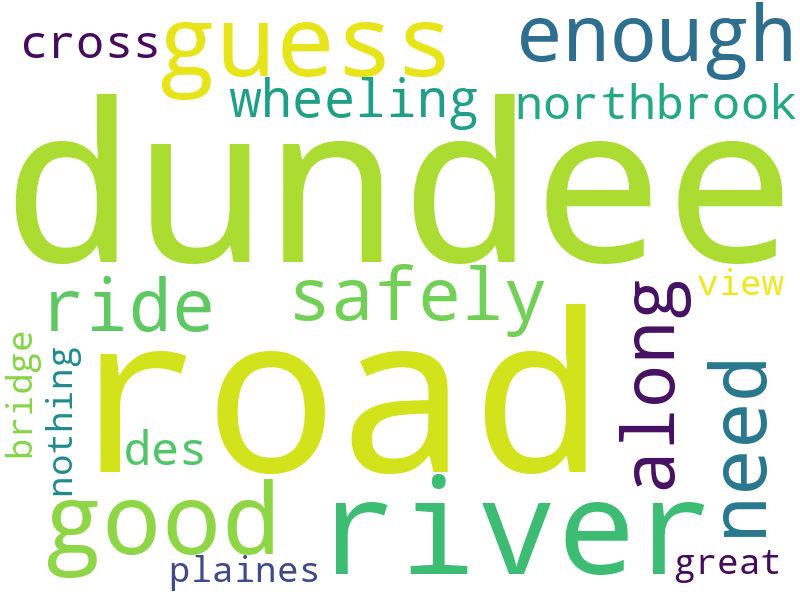 cross
guess
enough
wheeling
northbrook
dundee
ride
safely
view
along
road
bridge
nothing
des
need
good
river
plaines
great